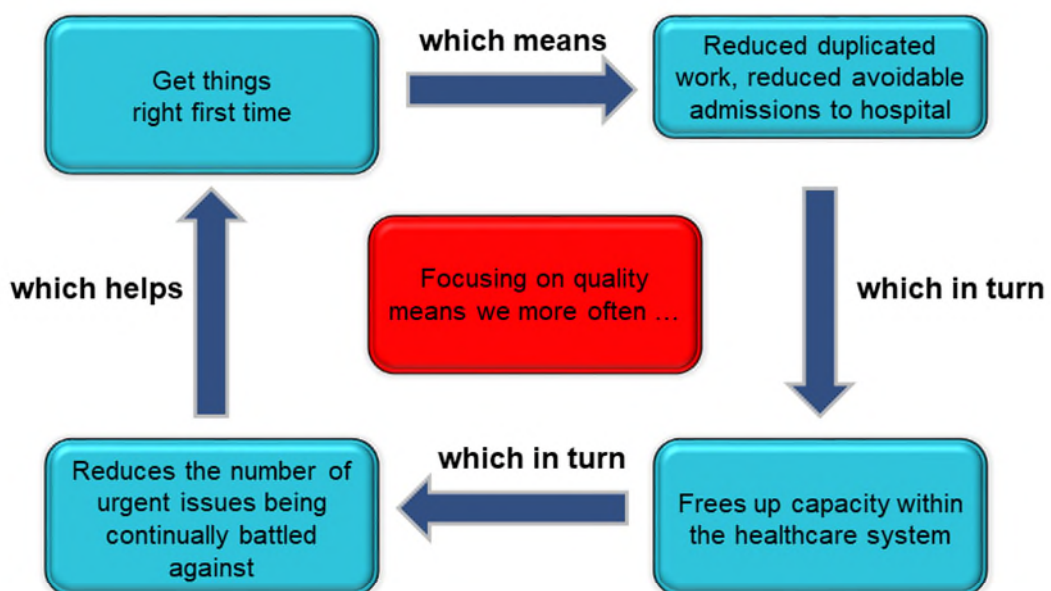 Get things
right first time
which means
Reduced duplicated
work, reduced avoidable
admissions to hospital
Focusing on quality
means we more often …
which helps
which in turn
Reduces the number of
urgent issues being
continually battled
against
which in turn
Frees up capacity within
the healthcare system